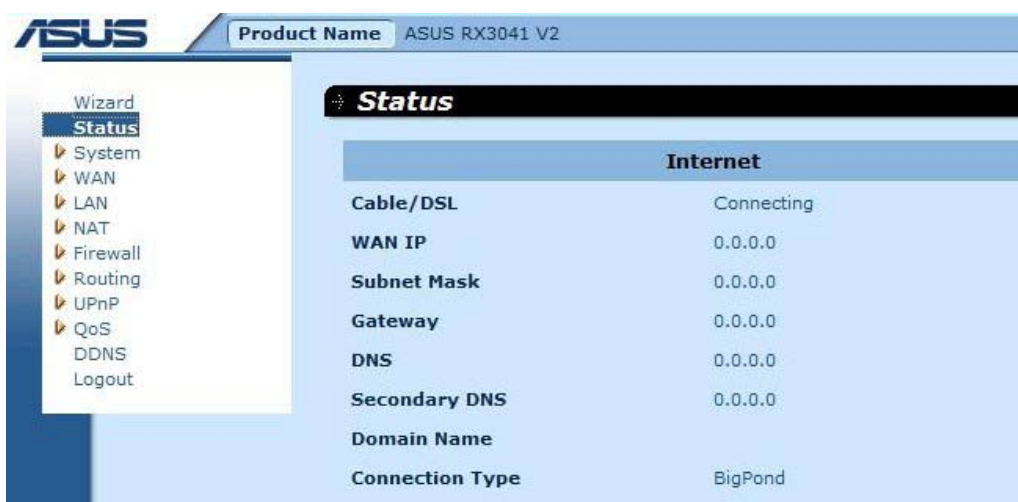 ASUS Product Name ASUS RX3041 V2
Wizard
Status
System
WAN
LAN
NAT
Firewall
Routing
UPnP
QoS
DDNS
Logout
Status
Internet
Cable/DSL Connecting
WAN IP 0.0.0.0
Subnet Mask 0.0.0.0
Gateway 0.0.0.0
DNS 0.0.0.0
Secondary DNS 0.0.0.0
Domain Name
Connection Type BigPond